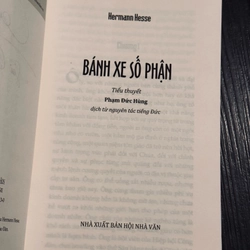 Hermann Hesse
BÁNH XE SỐ PHẬN
Tiểu thuyết
Phạm Đức Hùng
dịch từ nguyên tác tiếng Đức
NHÀ XUẤT BẢN HỘI NHÀ VĂN